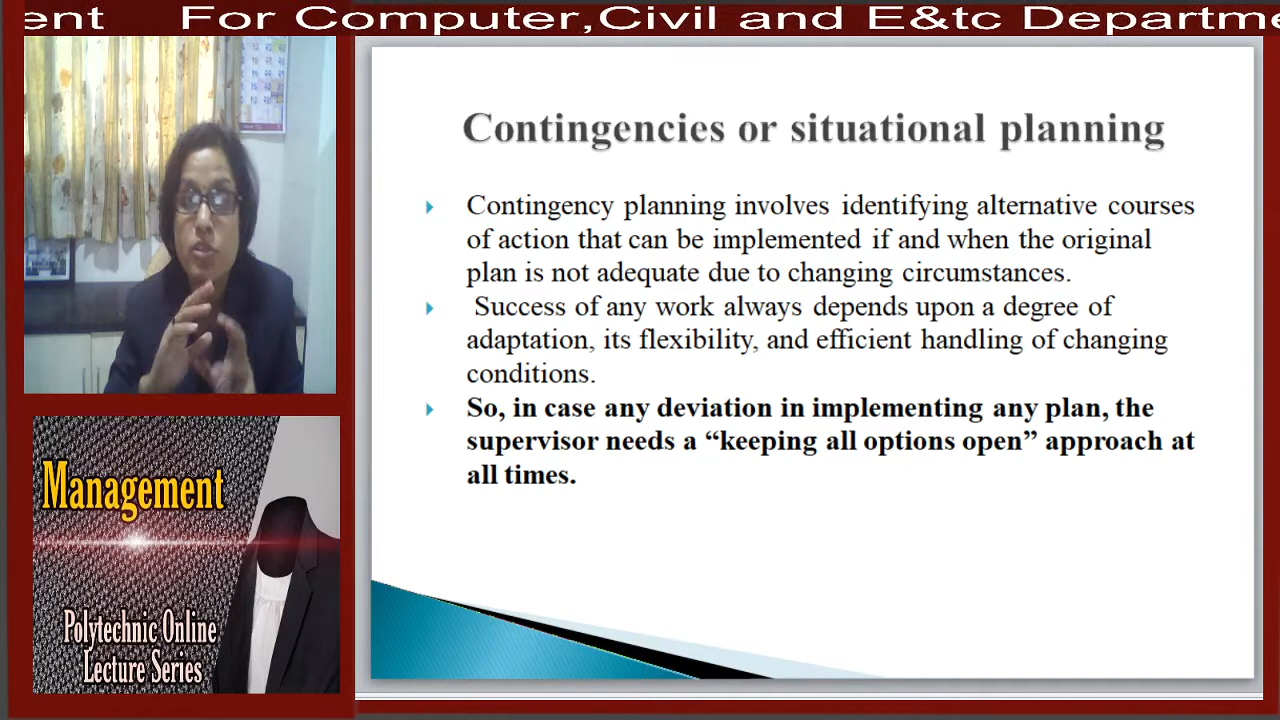 ent For Computer,Civil and E&tc Departme
Contingencies or situational planning
Contingency planning involves identifying alternative courses
of action that can be implemented if and when the original
plan is not adequate due to changing circumstances.
Success of any work always depends upon a degree of
adaptation, its flexibility, and efficient handling of changing
conditions.
So, in case any deviation in implementing any plan, the
supervisor needs a “keeping all options open” approach at
all times.
Management
Polytechnic Online
Lecture Series